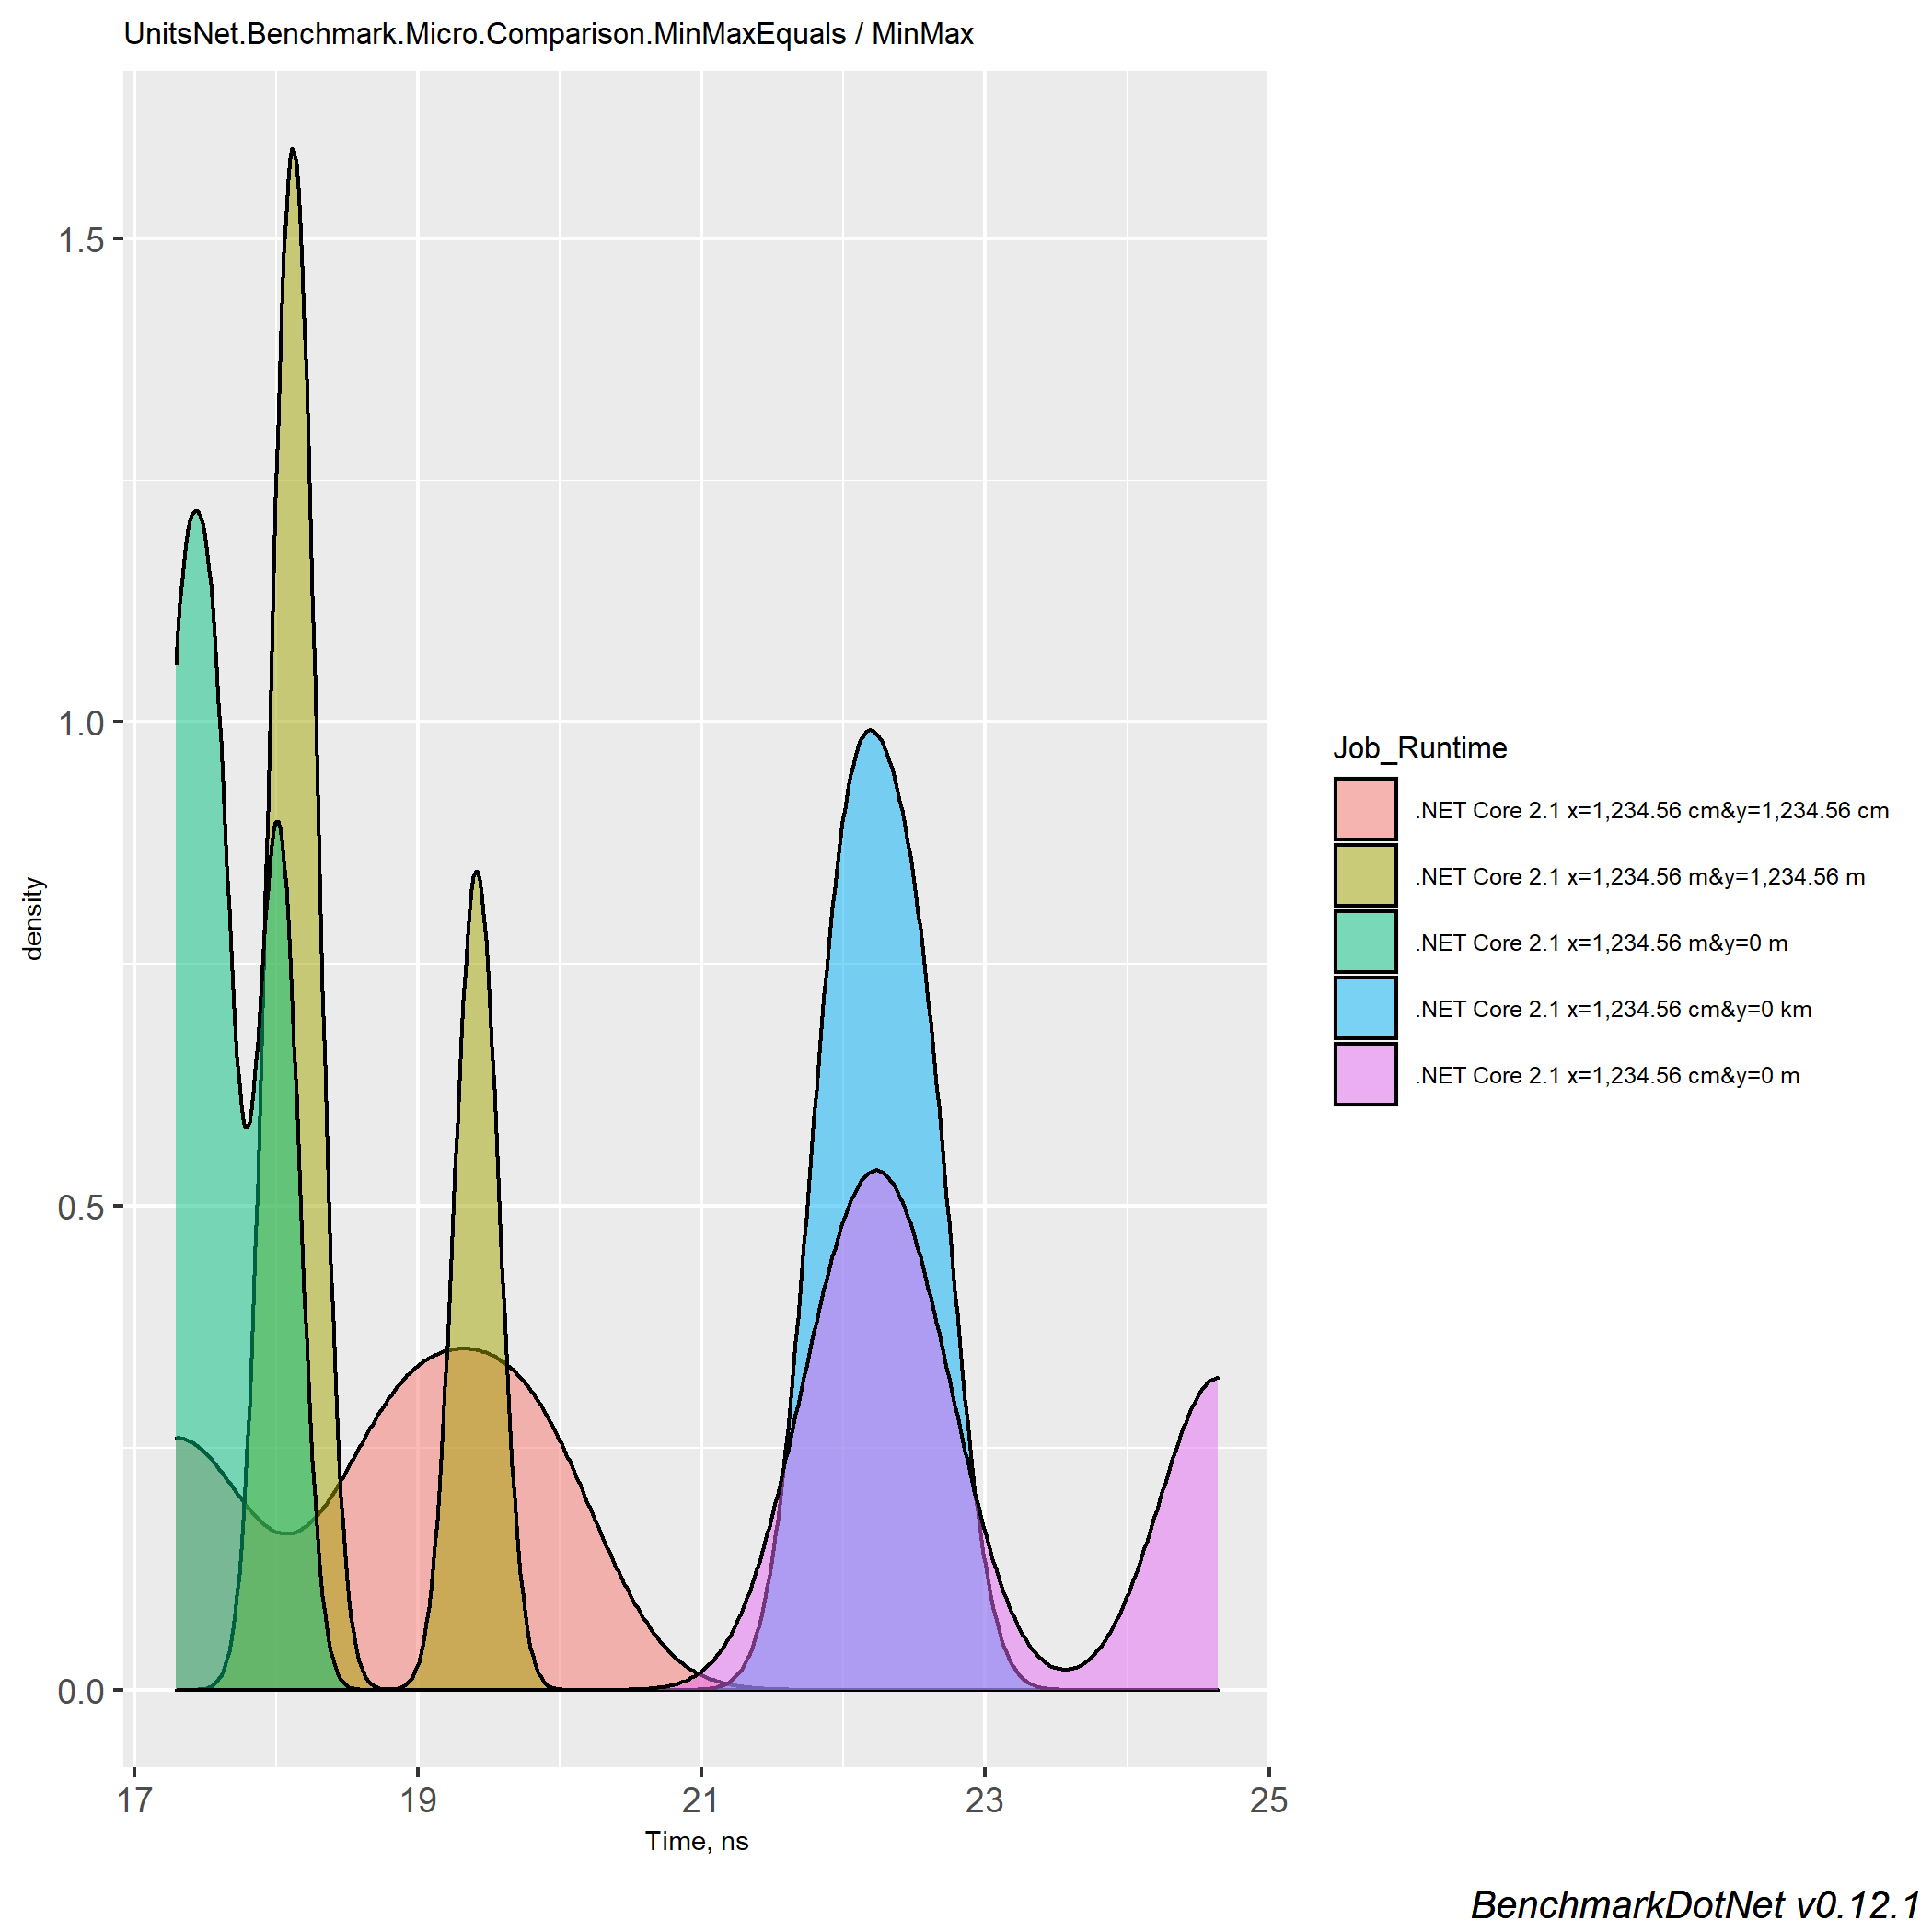 UnitsNet.Benchmark.Micro.Comparison.MinMaxEquals / MinMax
1.5
1.0
0.5
0.0
density
17 19 21 23 25
Time, ns
Job_Runtime
.NET Core 2.1 x=1,234.56 cm&y=1,234.56 cm
.NET Core 2.1 x=1,234.56 m&y=1,234.56 m
.NET Core 2.1 x=1,234.56 m&y=0 m
.NET Core 2.1 x=1,234.56 cm&y=0 km
.NET Core 2.1 x=1,234.56 cm&y=0 m
BenchmarkDotNet v0.12.1